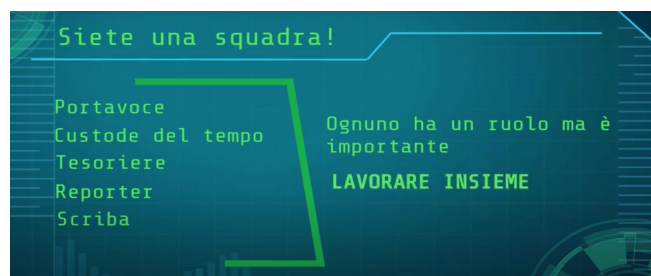 Siete una squadra!
Portavoce
Custode del tempo
Tesoriere
Reporter
Scriba
Ognuno ha un ruolo ma è
importante
LAVORARE INSIEME